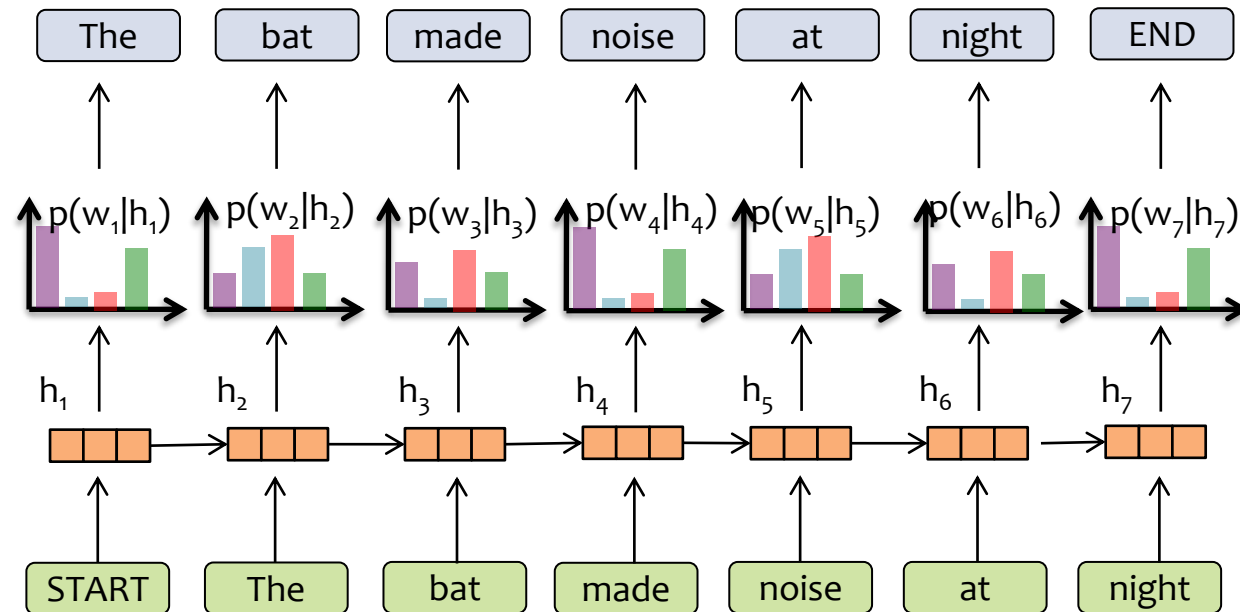 The bat made noise at night END
p(w₁|h₁) p(w₂|h₂) p(w₃|h₃) p(w₄|h₄) p(w₅|h₅) p(w₆|h₆) p(w₇|h₇)
h₁ h₂ h₃ h₄ h₅ h₆ h₇
START The bat made noise at night